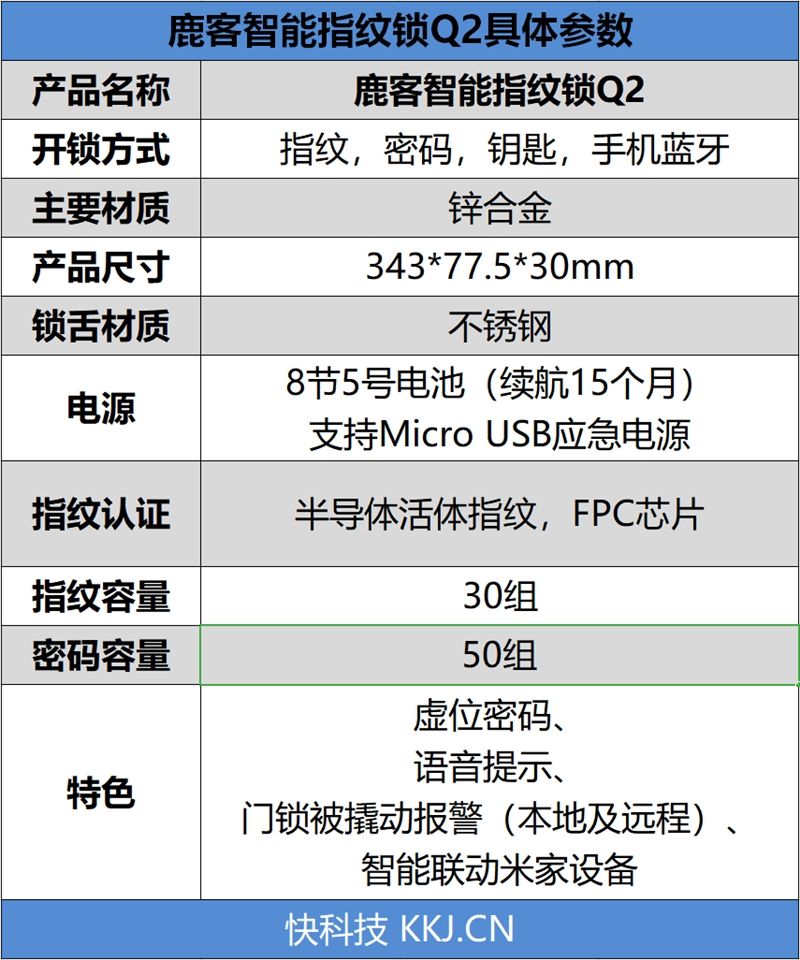 鹿客智能指纹锁Q2具体参数
产品名称 鹿客智能指纹锁Q2
开锁方式 指纹，密码，钥匙，手机蓝牙
主要材质 锌合金
产品尺寸 343*77.5*30mm
锁舌材质 不锈钢
电源 8节5号电池（续航15个月）
支持Micro USB应急电源
指纹认证 半导体活体指纹，FPC芯片
指纹容量 30组
密码容量 50组
特色 虚位密码、
语音提示、
门锁被撬动报警（本地及远程）、
智能联动米家设备
快科技 KKJ.CN